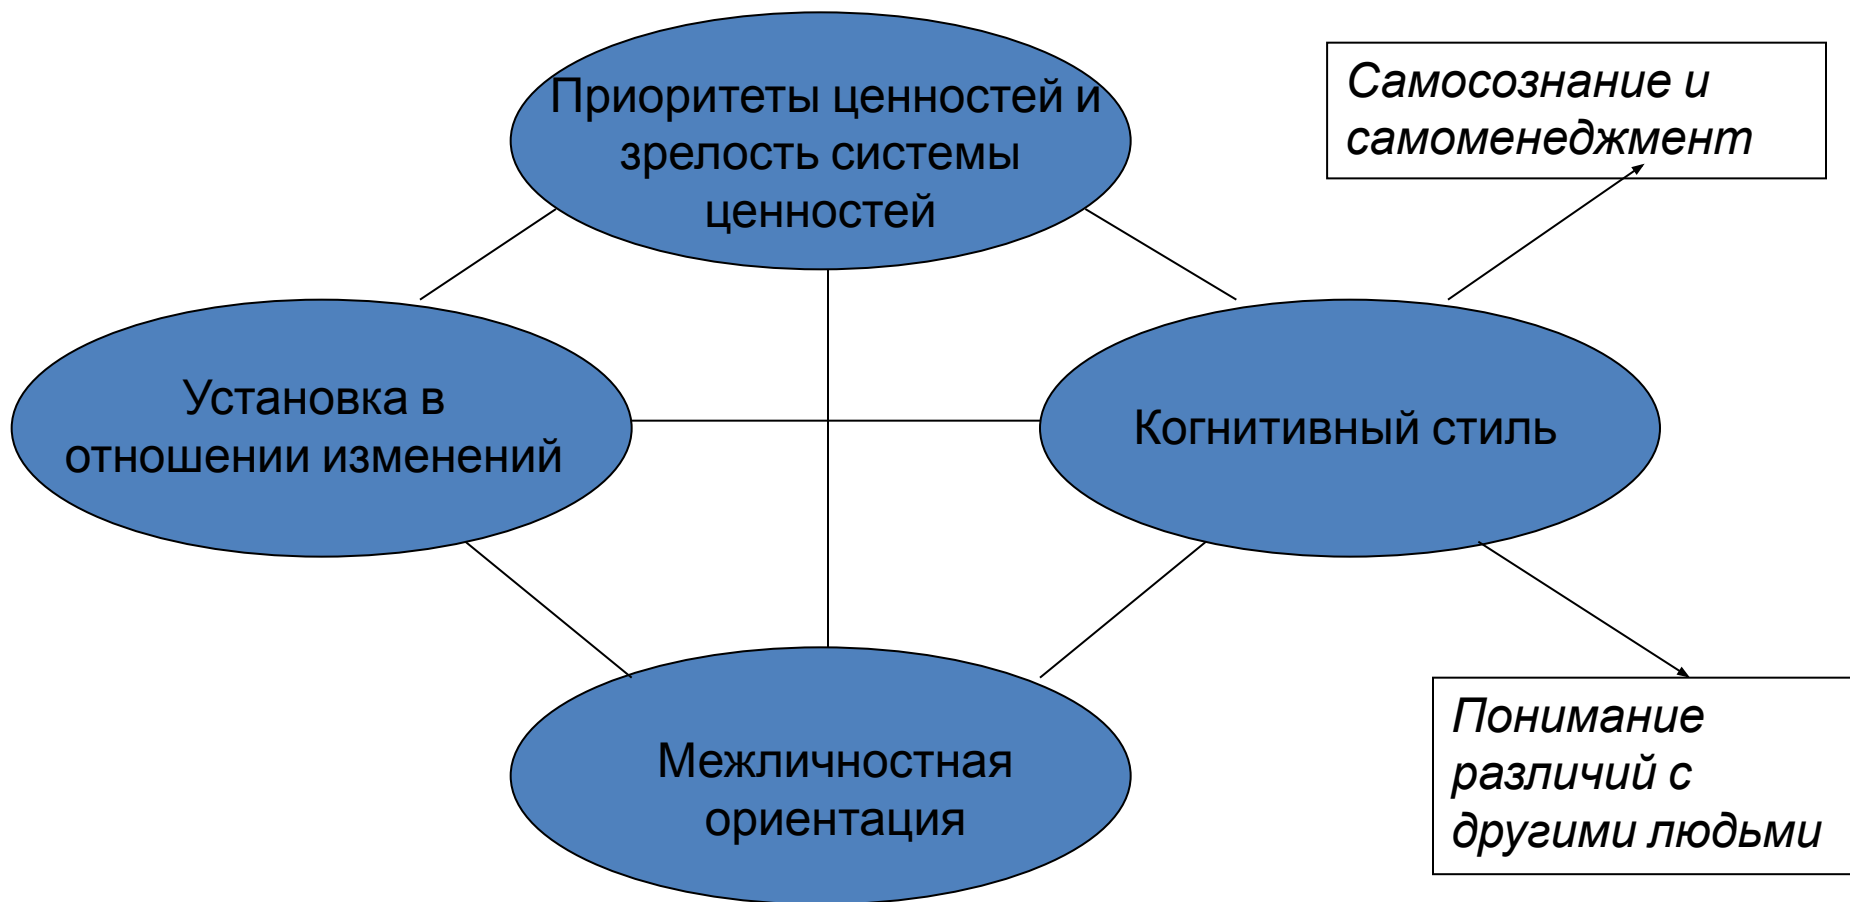 Приоритеты ценностей и
зрелость системы
ценностей
Самосознание и
самоменеджмент
Установка в
отношении изменений
Когнитивный стиль
Межличностная
ориентация
Понимание
различий с
другими людьми